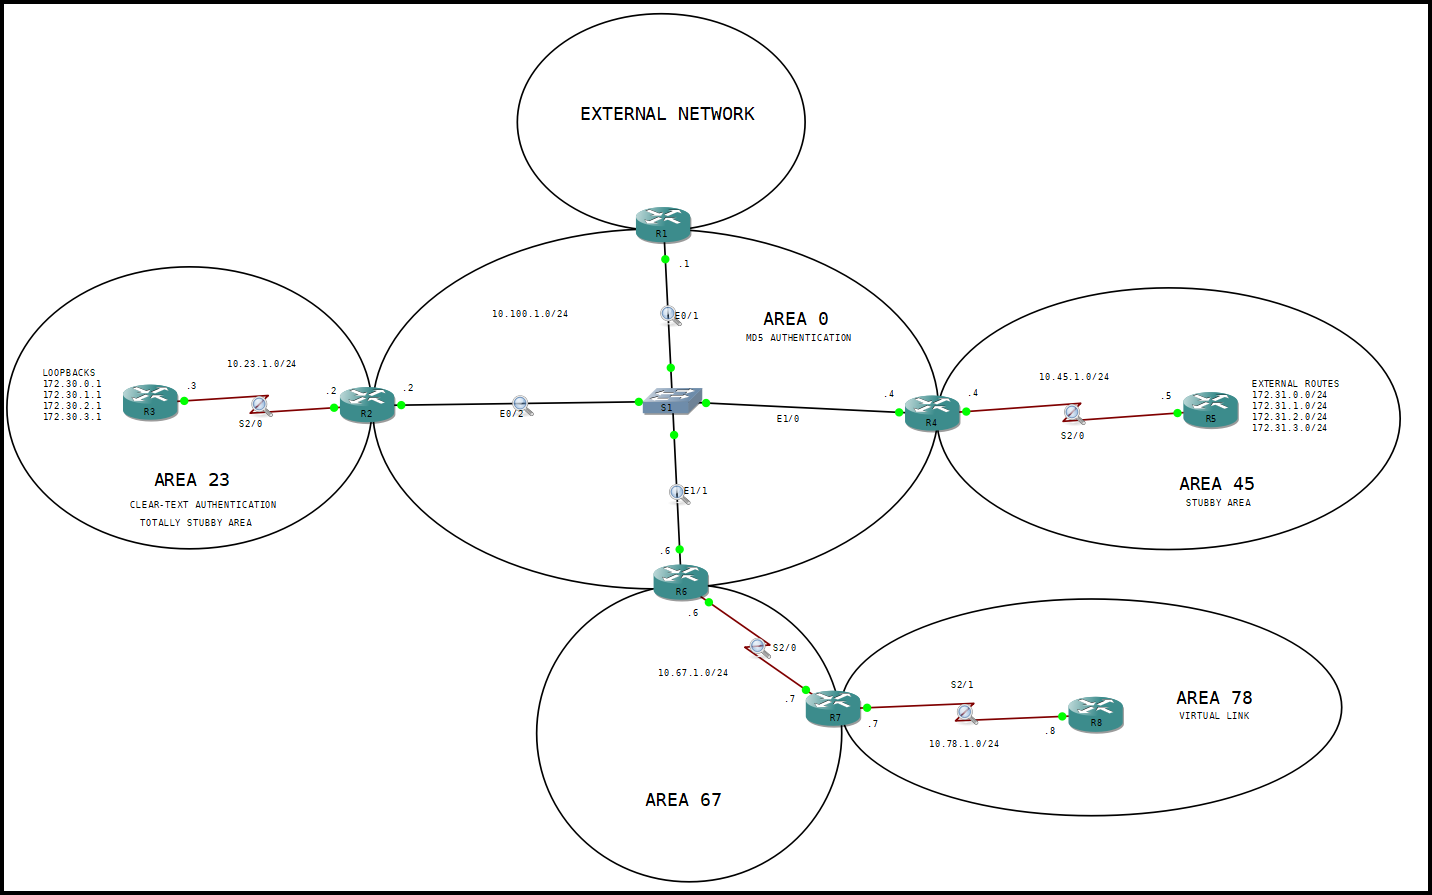 EXTERNAL NETWORK
R1
.1
E0/1
10.100.1.0/24
AREA 0
MD5 AUTHENTICATION
LOOPBACKS
172.30.0.1
172.30.1.1
172.30.2.1
172.30.3.1
R3
.3
10.23.1.0/24
S2/0
.2
R2
.2
E0/2
S1
E1/0
.4
R4
.4
10.45.1.0/24
S2/0
.5
R5
EXTERNAL ROUTES
172.31.0.0/24
172.31.1.0/24
172.31.2.0/24
172.31.3.0/24
AREA 23
CLEAR-TEXT AUTHENTICATION
TOTALLY STUBBY AREA
AREA 45
STUBBY AREA
E1/1
.6
R6
.6
S2/0
10.67.1.0/24
.7
R7
.7
S2/1
10.78.1.0/24
.8
R8
AREA 78
VIRTUAL LINK
AREA 67